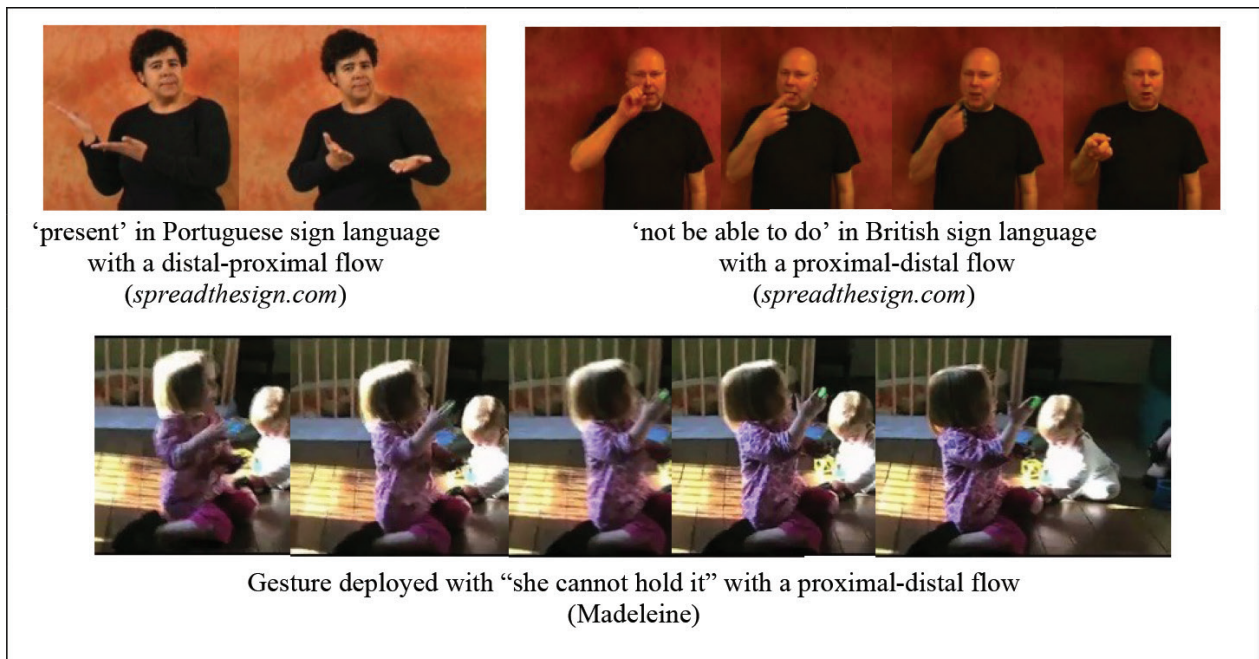 ‘present’ in Portuguese sign language
with a distal-proximal flow
(spreadthesign.com)
‘not be able to do’ in British sign language
with a proximal-distal flow
(spreadthesign.com)
Gesture deployed with “she cannot hold it” with a proximal-distal flow
(Madeleine)